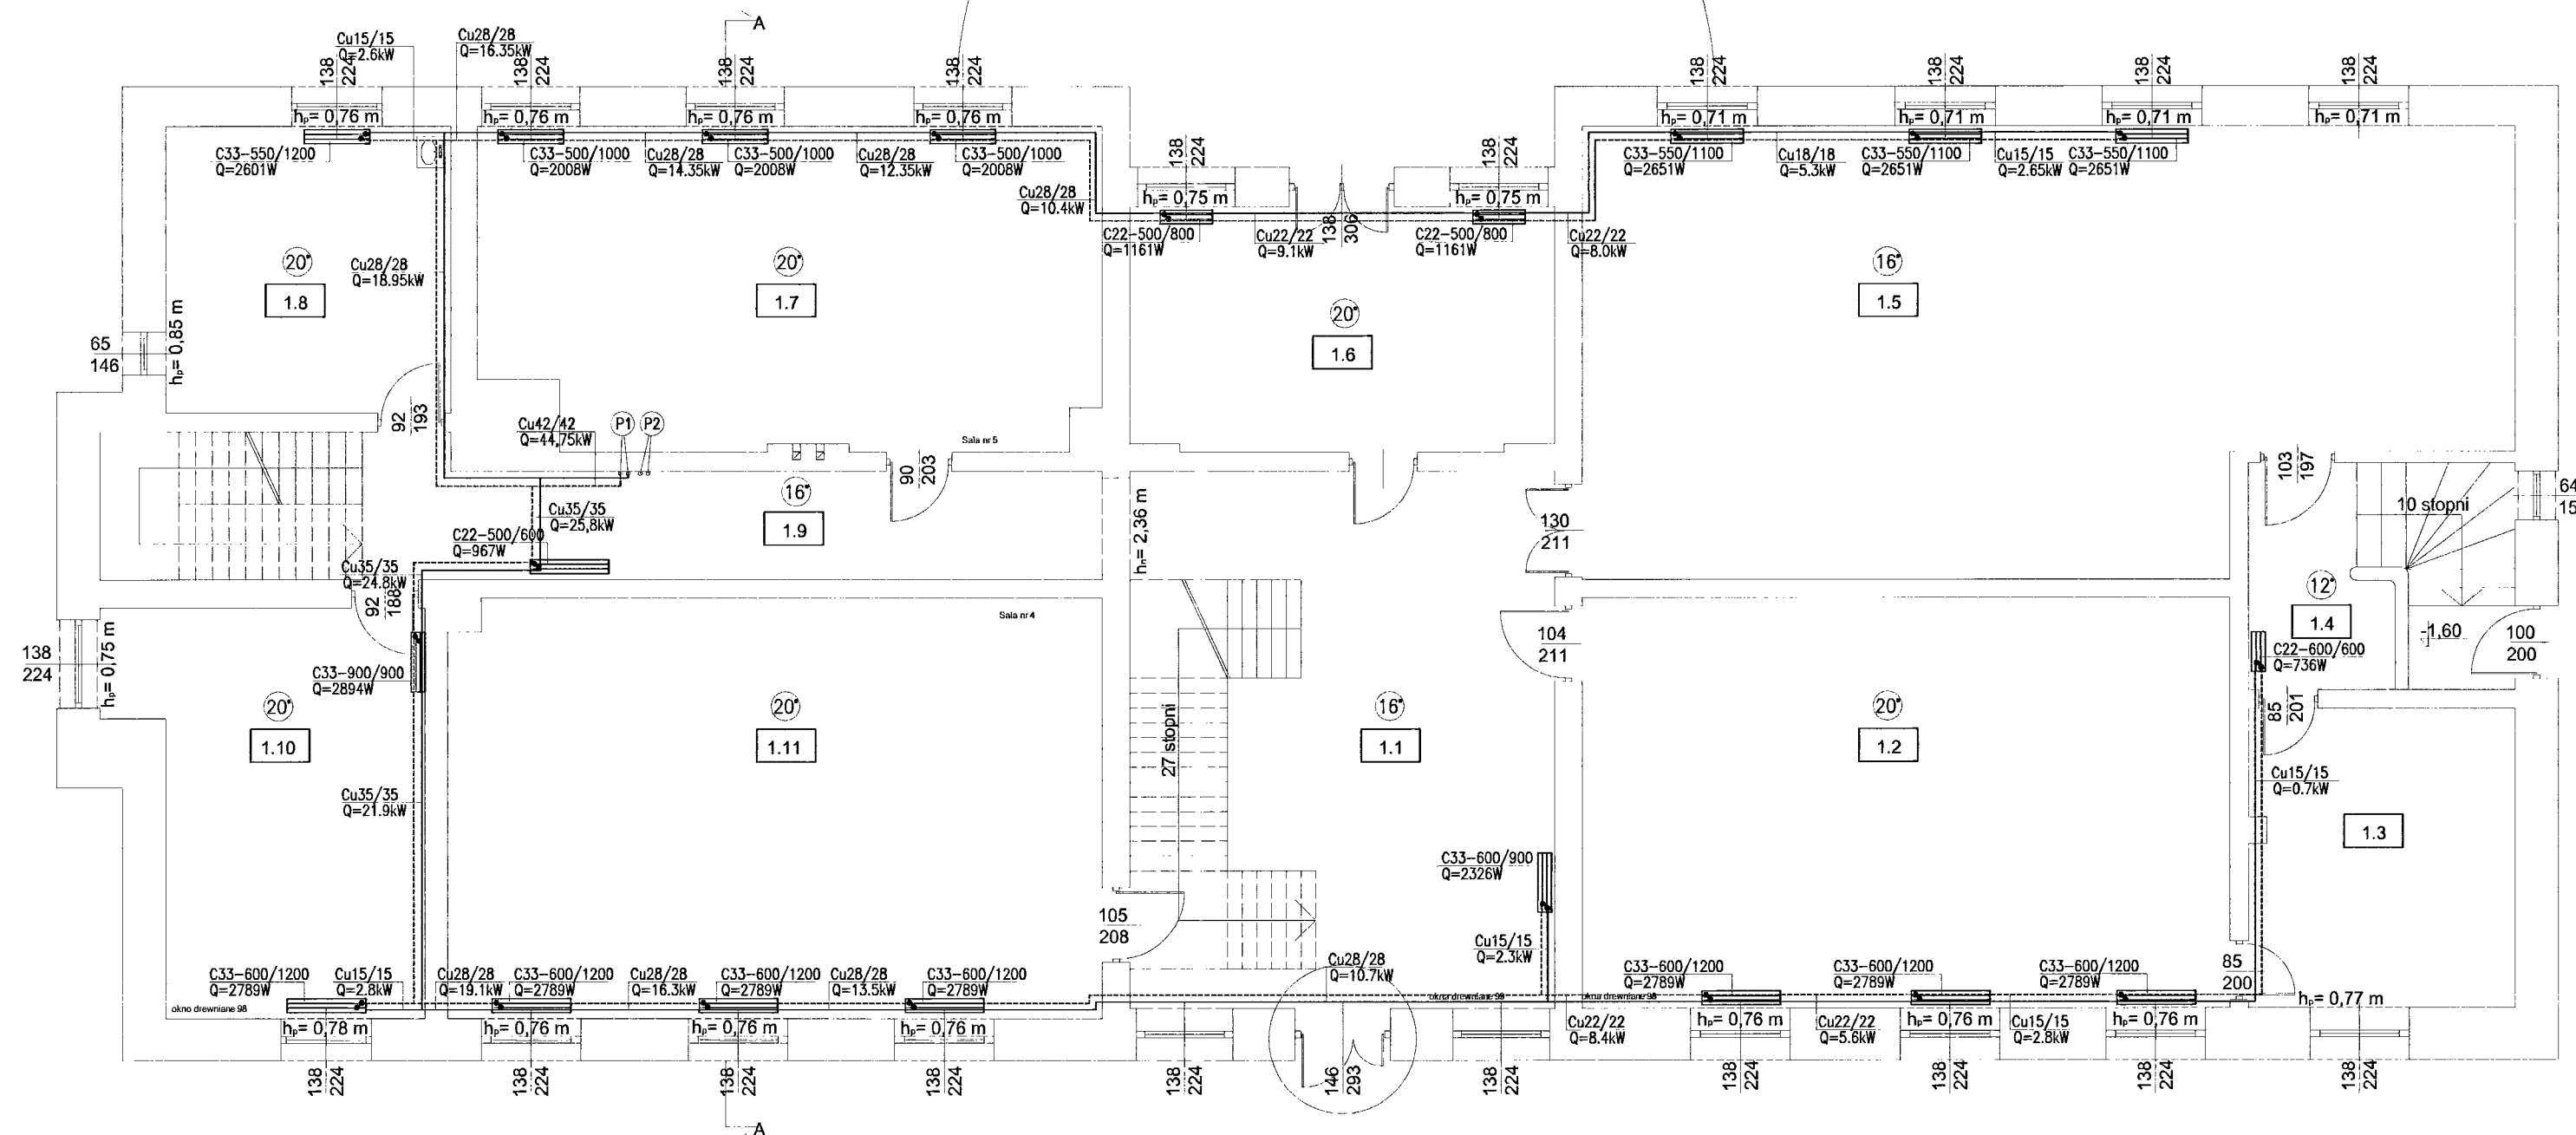 A
Cu15/15
Q=2.6kW
Cu28/28
Q=16.35kW
138
224
138
224
138
224
138
224
138
224
138
224
138
224
138
224
hp= 0,76 m
hp= 0,76 m
hp= 0,76 m
hp= 0,76 m
hp= 0,71 m
hp= 0,71 m
hp= 0,71 m
hp= 0,71 m
C33-550/1200
Q=2601W
C33-500/1000
Q=2008W
Cu28/28
Q=14.35kW
C33-500/1000
Q=2008W
Cu28/28
Q=12.35kW
C33-500/1000
Q=2008W
138
224
138
224
C33-550/1100
Q=2651W
Cu18/18
Q=5.3kW
C33-550/1100
Q=2651W
Cu15/15
Q=2.65kW
C33-550/1100
Q=2651W
Cu28/28
Q=10.4kW
hp= 0,75 m
hp= 0,75 m
C22-500/800
Q=1161W
Cu22/22
Q=9.1kW
138
306
C22-500/800
Q=1161W
Cu22/22
Q=8.0kW
20°
1.8
Cu28/28
Q=18.95kW
20°
1.7
20°
1.6
16°
1.5
65
146
hp= 0,85 m
92
193
Cu42/42
Q=44,75kW
P1
P2
Sala nr 5
90
203
103
197
64
15
10 stopni
16°
1.9
Cu35/35
Q=25,8kW
C22-500/600
Q=967W
hn= 2,36 m
130
211
Cu35/35
Q=24.8kW
92
188
Sala nr 4
12°
1.4
104
211
-1,60
100
200
138
224
hp= 0,75 m
C33-900/900
Q=2894W
C22-600/600
Q=736W
85
201
20°
1.10
20°
1.11
27 stopni
16°
1.1
20°
1.2
Cu35/35
Q=21.9kW
Cu15/15
Q=0.7kW
1.3
C33-600/900
Q=2326W
105
208
Cu15/15
Q=2.3kW
C33-600/1200
Q=2789W
Cu15/15
Q=2.8kW
Cu28/28
Q=19.1kW
C33-600/1200
Q=2789W
Cu28/28
Q=16.3kW
C33-600/1200
Q=2789W
Cu28/28
Q=13.5kW
C33-600/1200
Q=2789W
Cu28/28
Q=10.7kW
C33-600/1200
Q=2789W
C33-600/1200
Q=2789W
C33-600/1200
Q=2789W
85
200
okno drewniane 98
okna drewniane 99
okna drewniane 98
hp= 0,77 m
hp= 0,78 m
hp= 0,76 m
hp= 0,76 m
hp= 0,76 m
Cu22/22
Q=8.4kW
hp= 0,76 m
Cu22/22
Q=5.6kW
hp= 0,76 m
Cu15/15
Q=2.8kW
hp= 0,76 m
138
224
138
224
138
224
138
224
138
224
146
293
138
224
138
224
138
224
138
224
138
224
A